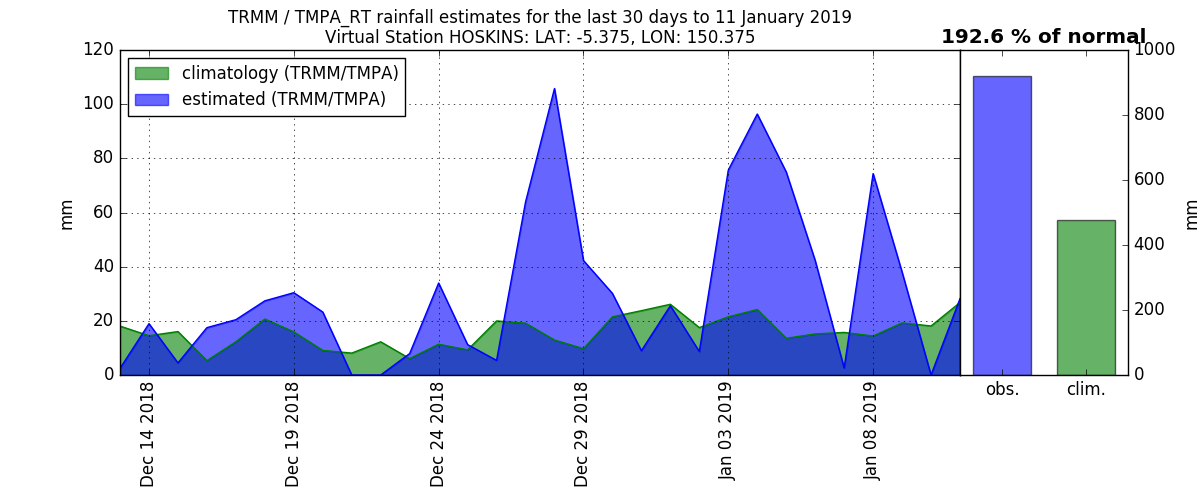 TRMM / TMPA_RT rainfall estimates for the last 30 days to 11 January 2019
Virtual Station HOSKINS: LAT: -5.375, LON: 150.375
192.6 % of normal
climatology (TRMM/TMPA)
estimated (TRMM/TMPA)
mm
120
100
80
60
40
20
0
Dec 14 2018
Dec 19 2018
Dec 24 2018
Dec 29 2018
Jan 03 2019
Jan 08 2019
obs.
clim.
1000
800
600
400
200
0
mm